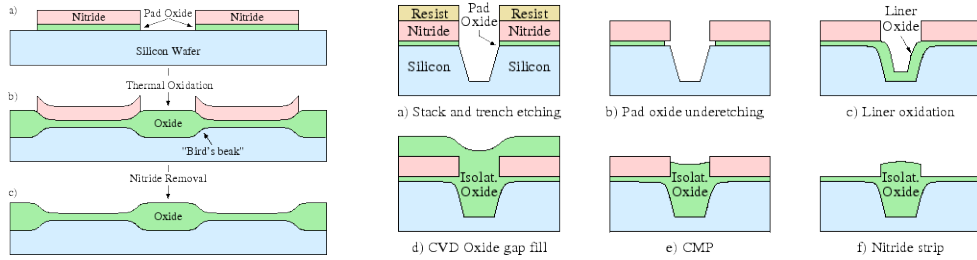 a)
Nitride
Pad Oxide
Nitride
Silicon Wafer
Thermal Oxidation
b)
Oxide
"Bird's beak"
Nitride Removal
c)
Oxide
Resist
Pad
Oxide
Resist
Nitride
Nitride
Silicon
Silicon
a) Stack and trench etching
b) Pad oxide underetching
Liner
Oxide
c) Liner oxidation
Isolat.
Oxide
d) CVD Oxide gap fill
Isolat.
Oxide
e) CMP
Isolat.
Oxide
f) Nitride strip